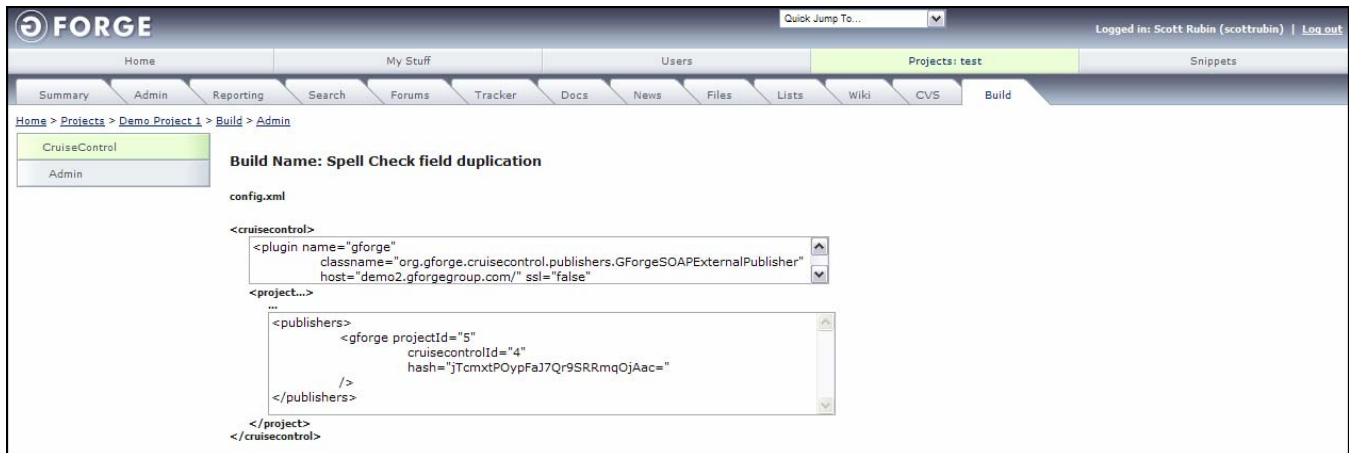 GFORGE
Quick Jump To...
Logged in: Scott Rubin (scottrubin) | Log out
Home My Stuff Users Projects: test Snippets
Summary Admin Reporting Search Forums Tracker Docs News Files Lists Wiki CVS Build
Home > Projects > Demo Project 1 > Build > Admin
CruiseControl
Admin
Build Name: Spell Check field duplication
config.xml
<cruisecontrol>
<plugin name="gforge"
classname="org.gforge.cruisecontrol.publishers.GForgeSOAPExternalPublisher"
host="demo2.gforgegroup.com/" ssl="false"
<project...>
...
<publishers>
<gforge projectId="5"
cruisecontrolId="4"
hash="jTcmxtPOypFaJ7Qr9SRRmqOjAac="
/>
</publishers>
</project>
</cruisecontrol>